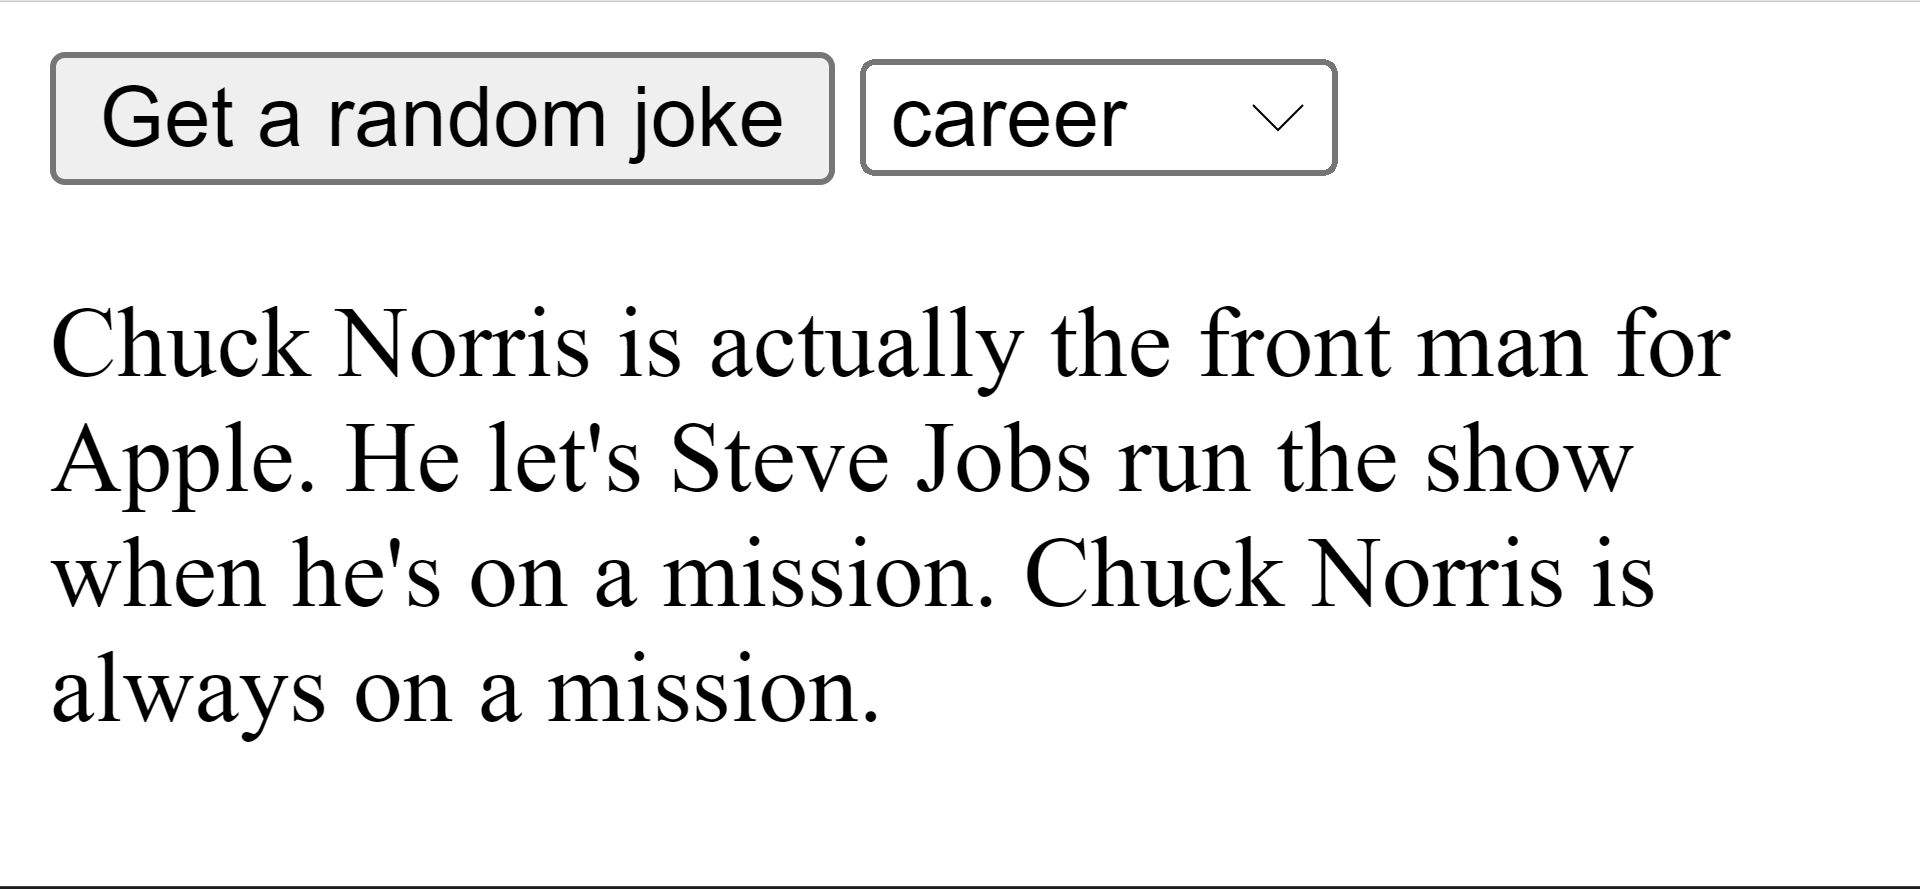 Get a random joke career
Chuck Norris is actually the front man for
Apple. He let's Steve Jobs run the show
when he's on a mission. Chuck Norris is
always on a mission.